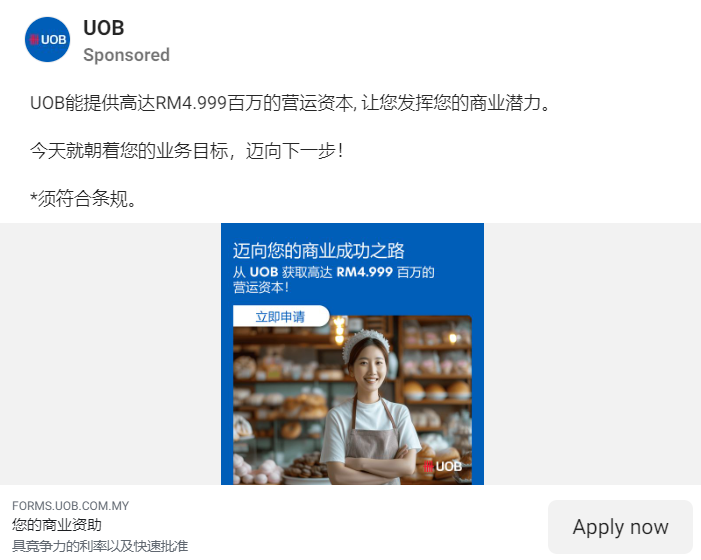 UOB
UOB
Sponsored
UOB能提供高达RM4.999百万的营运资本, 让您发挥您的商业潜力。
今天就朝着您的业务目标，迈向下一步！
*须符合条规。
迈向您的商业成功之路
从 UOB 获取高达 RM4.999 百万的
营运资本！
立即申请
UOB
FORMS.UOB.COM.MY
您的商业资助
具竞争力的利率以及快速批准
Apply now